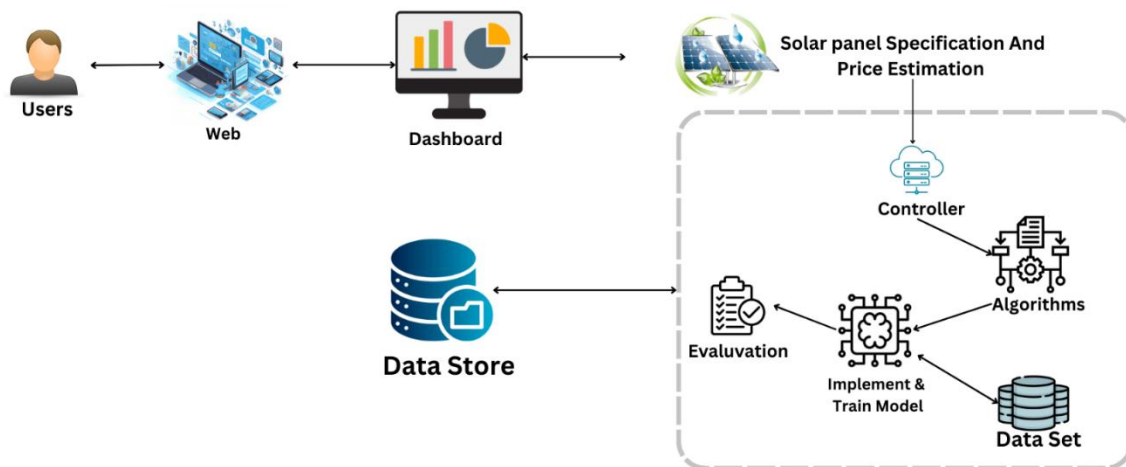 Solar panel Specification And
Price Estimation
Users
Web
Dashboard
Controller
Algorithms
Data Store
Evaluvation
Implement &
Train Model
Data Set